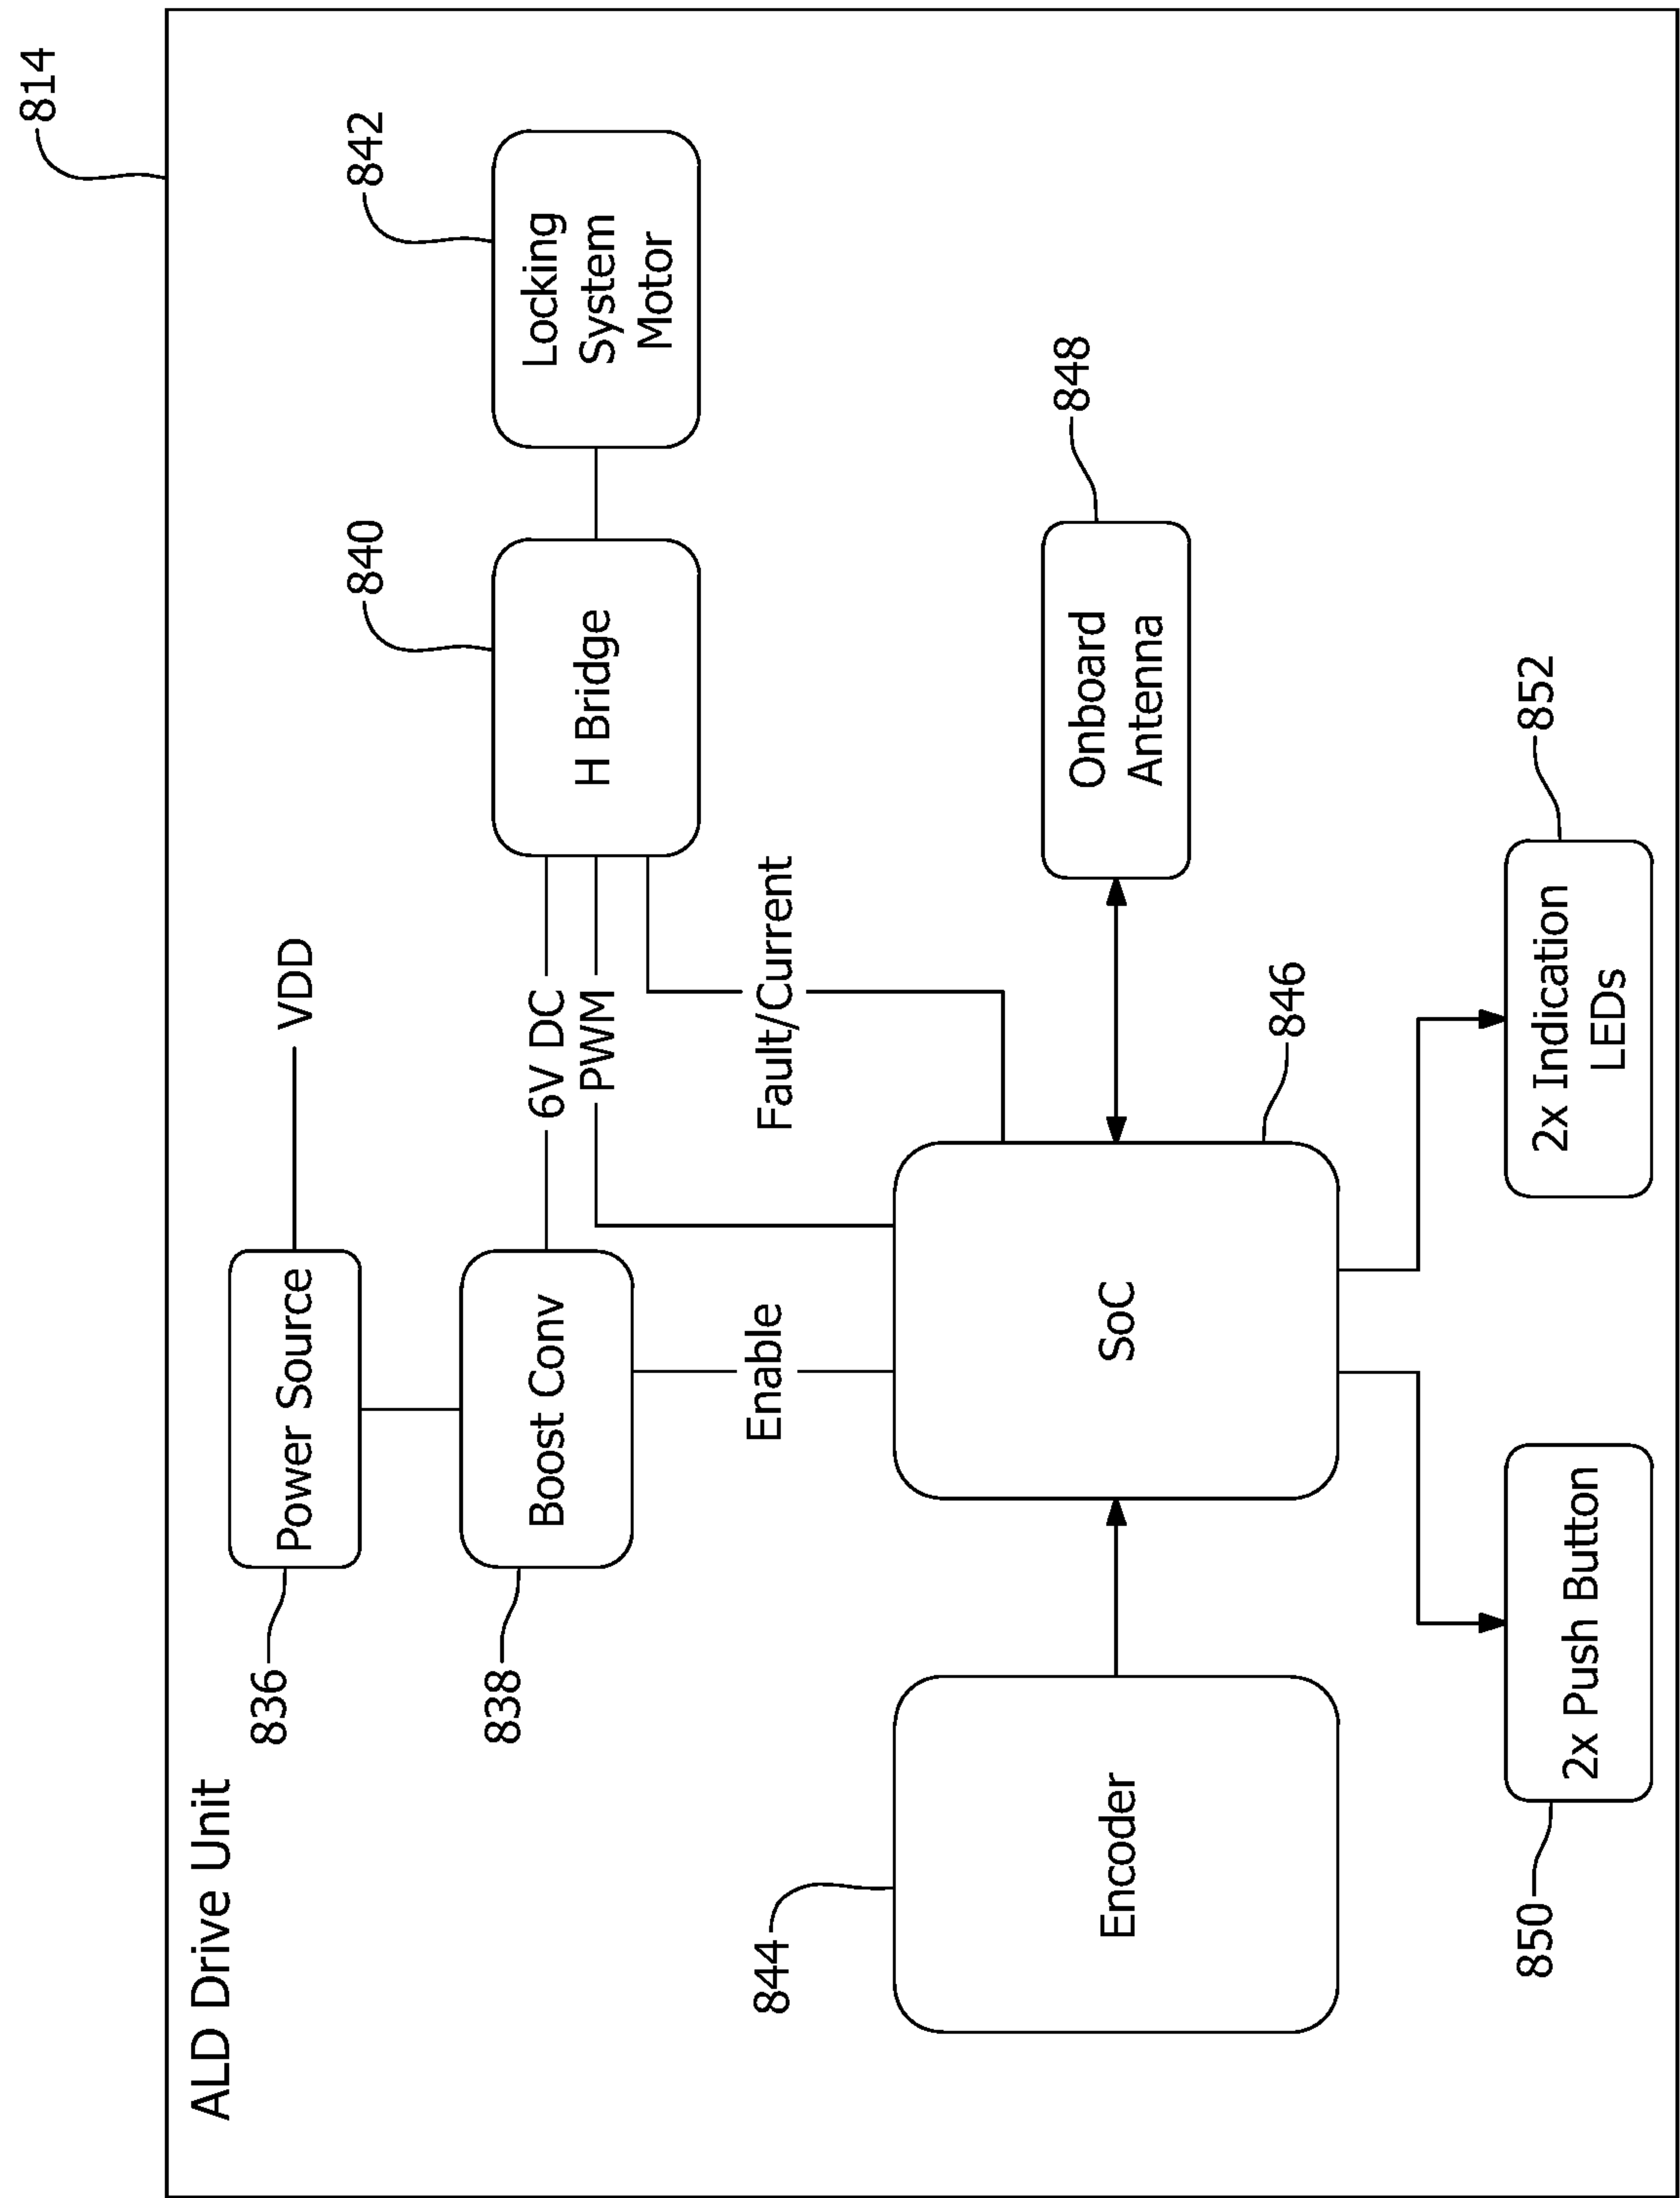 814
ALD Drive Unit
836
Power Source
VDD
838
Boost Conv
6V DC
PWM
840
H Bridge
842
Locking
System
Motor
Enable
Fault/Current
844
Encoder
SoC
846
848
Onboard
Antenna
850
2x Push Button
2x Indication
LEDs
852